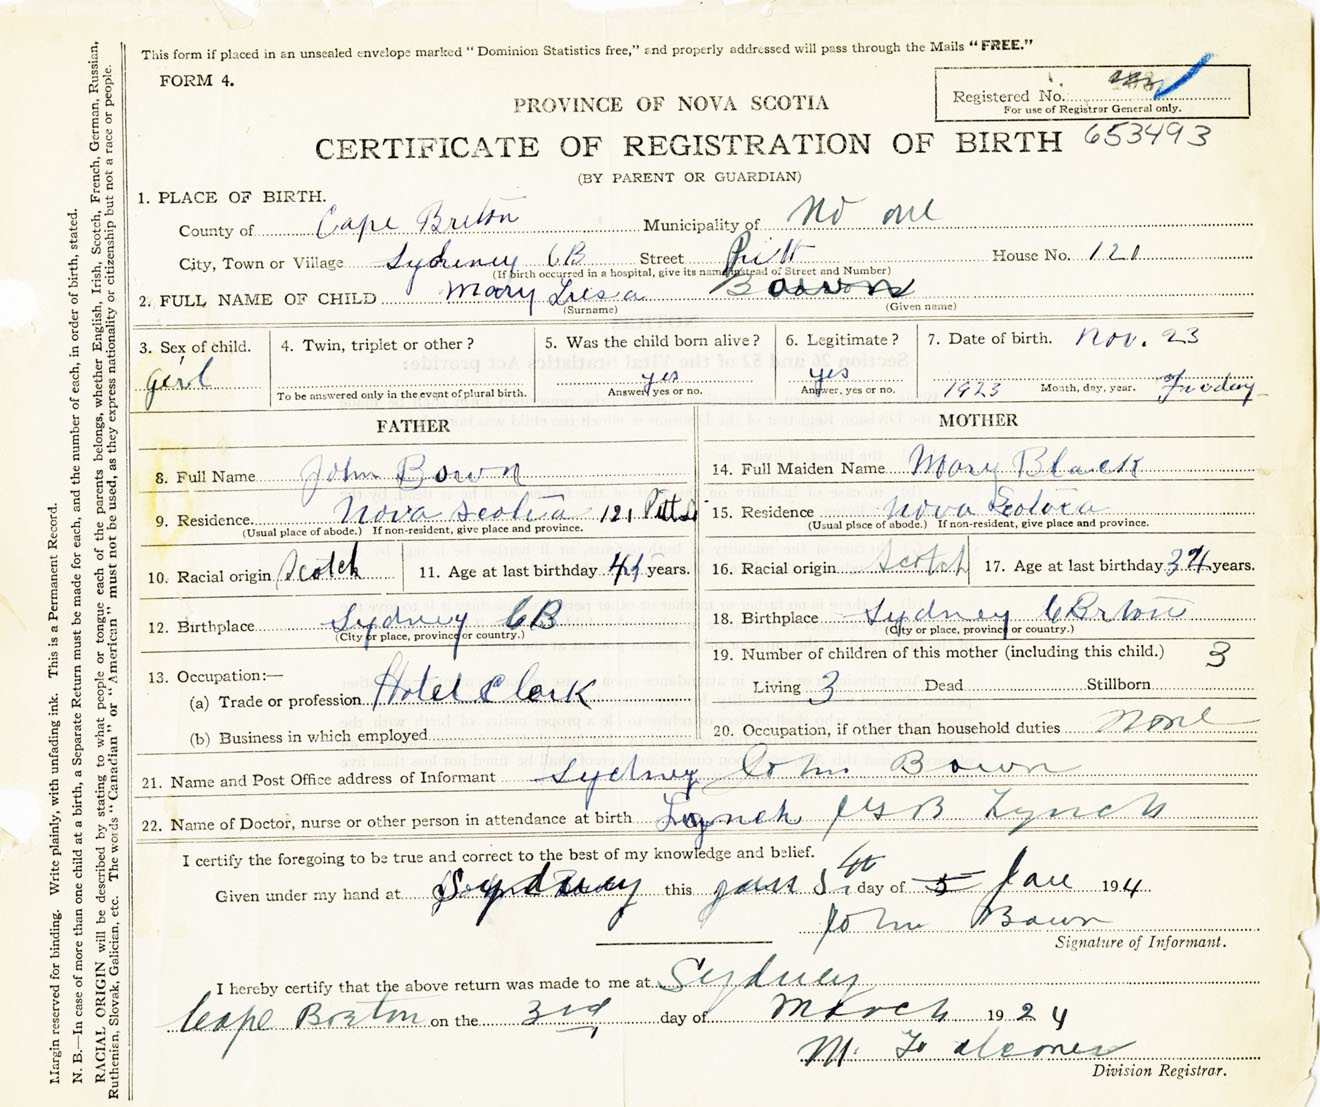 This form if placed in an unsealed envelope marked "Dominion Statistics free," and properly addressed will pass through the Mails "FREE."
FORM 4.
Registered No.
For use of Registrar General only.
PROVINCE OF NOVA SCOTIA
CERTIFICATE OF REGISTRATION OF BIRTH 653493
(BY PARENT OR GUARDIAN)
1. PLACE OF BIRTH.
County of Cape Breton Municipality of No one
City, Town or Village Sydeney CB Street Pitt House No. 121
(If birth occurred in a hospital, give its name instead of Street and Number)
2. FULL NAME OF CHILD Mary Tresa
(Surname) (Given name)
3. Sex of child. girl
4. Twin, triplet or other?
To be answered only in the event of plural birth.
5. Was the child born alive? yes
Answer, yes or no.
6. Legitimate? yes
Answer, yes or no.
7. Date of birth. Nov. 23
1923 Month, day, year. Friday
FATHER
8. Full Name John Bown
9. Residence Nova Scotia 121 Pitt St
(Usual place of abode.) If non-resident, give place and province.
10. Racial origin Scotch 11. Age at last birthday years.
12. Birthplace Sydney CB
(City or place, province or country.)
13. Occupation:—
(a) Trade or profession Hotel Clark
(b) Business in which employed
MOTHER
14. Full Maiden Name Mary Black
15. Residence Nova Scotia
(Usual place of abode.) If non-resident, give place and province.
16. Racial origin Scotch 17. Age at last birthday years.
18. Birthplace Sydney CBrton
(City or place, province or country.)
19. Number of children of this mother (including this child.) 3
Living 3 Dead Stillborn
20. Occupation, if other than household duties None
21. Name and Post Office address of Informant Sydney John Bown
22. Name of Doctor, nurse or other person in attendance at birth Lynch Lynch
I certify the foregoing to be true and correct to the best of my knowledge and belief.
Given under my hand at Sydney this 5th day of Jan 194
John Bown
Signature of Informant.
I hereby certify that the above return was made to me at Sydney
Cape Breton on the 3rd day of March 1924
Division Registrar.
Margin reserved for binding. Write plainly, with unfading ink. This is a Permanent Record.
N. B.—In case of more than one child at a birth, a Separate Return must be made for each, and the number of each, in order of birth, stated.
RACIAL ORIGIN will be described by stating to what people or tongue each of the parents belongs, whether English, Irish, Scotch, French, German, Russian,
Ruthenian, Slovak, Galician, etc. The words "Canadian" or "American" must not be used, as they express nationality or citizenship but not a race or people.